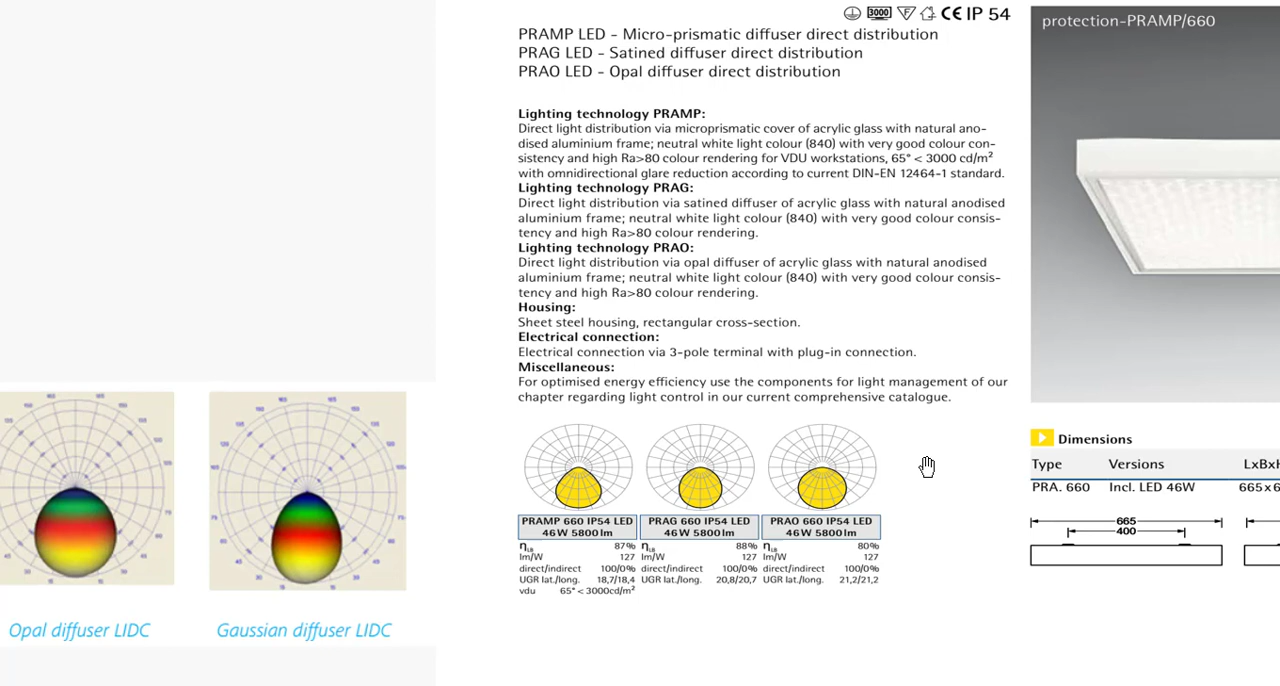 3000 F CE IP 54
PRAMP LED - Micro-prismatic diffuser direct distribution
PRAG LED - Satined diffuser direct distribution
PRAO LED - Opal diffuser direct distribution
Lighting technology PRAMP:
Direct light distribution via microprismatic cover of acrylic glass with natural ano-
dised aluminium frame; neutral white light colour (840) with very good colour con-
sistency and high Ra>80 colour rendering for VDU workstations, 65° < 3000 cd/m²
with omnidirectional glare reduction according to current DIN-EN 12464-1 standard.
Lighting technology PRAG:
Direct light distribution via satined diffuser of acrylic glass with natural anodised
aluminium frame; neutral white light colour (840) with very good colour consis-
tency and high Ra>80 colour rendering.
Lighting technology PRAO:
Direct light distribution via opal diffuser of acrylic glass with natural anodised
aluminium frame; neutral white light colour (840) with very good colour consis-
tency and high Ra>80 colour rendering.
Housing:
Sheet steel housing, rectangular cross-section.
Electrical connection:
Electrical connection via 3-pole terminal with plug-in connection.
Miscellaneous:
For optimised energy efficiency use the components for light management of our
chapter regarding light control in our current comprehensive catalogue.
PRAMP 660 IP54 LED
46W 5800lm
ηLB 87%
lm/W 127
direct/indirect 100/0%
UGR lat./long. 18,7/18,4
vdu 65° < 3000cd/m²
PRAG 660 IP54 LED
46W 5800lm
ηLB 88%
lm/W 127
direct/indirect 100/0%
UGR lat./long. 20,8/20,7
PRAO 660 IP54 LED
46W 5800lm
ηLB 80%
lm/W 127
direct/indirect 100/0%
UGR lat./long. 21,2/21,2
protection-PRAMP/660
Dimensions
Type Versions LxBxH
PRA. 660 Incl. LED 46W 665x6
665
400
Opal diffuser LIDC
Gaussian diffuser LIDC